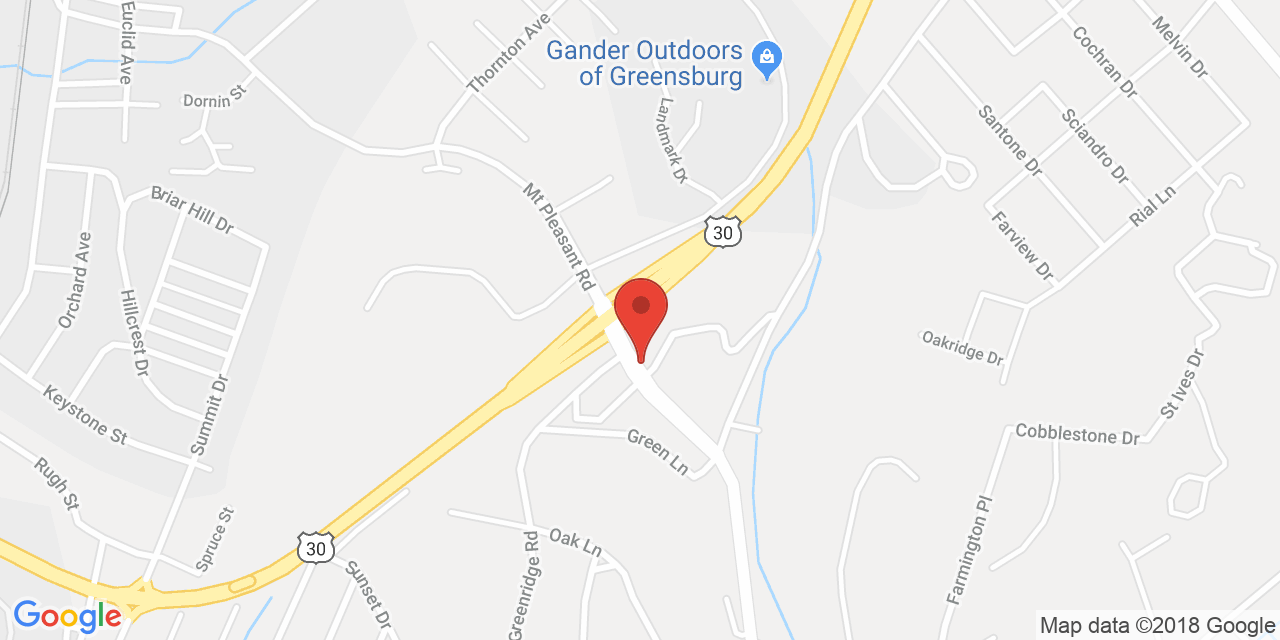 Euclid Ave
Thornton Ave
Gander Outdoors
of Greensburg
Melvin Dr
Cochran Dr
Dornin St
Landmark Dr
Santone Dr
Sciandro Dr
Briar Hill Dr
Mt Pleasant Rd
Rial Ln
30
Farview Dr
Orchard Ave
Hillcrest Dr
Oakridge Dr
St Ives Dr
Keystone St
Summit Dr
Green Ln
Cobblestone Dr
Rugh St
Spruce St
30
Oak Ln
Greenridge Rd
Farmington Pl
Sunset Dr
Google
Map data ©2018 Google